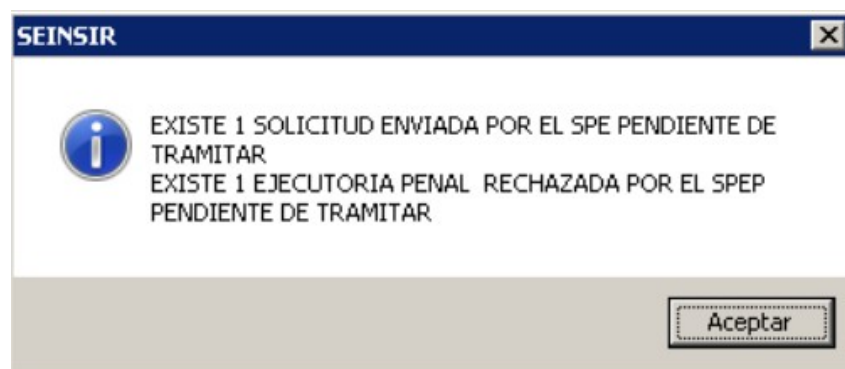 SEINSIR
EXISTE 1 SOLICITUD ENVIADA POR EL SPE PENDIENTE DE
TRAMITAR
EXISTE 1 EJECUTORIA PENAL RECHAZADA POR EL SPEP
PENDIENTE DE TRAMITAR
Aceptar